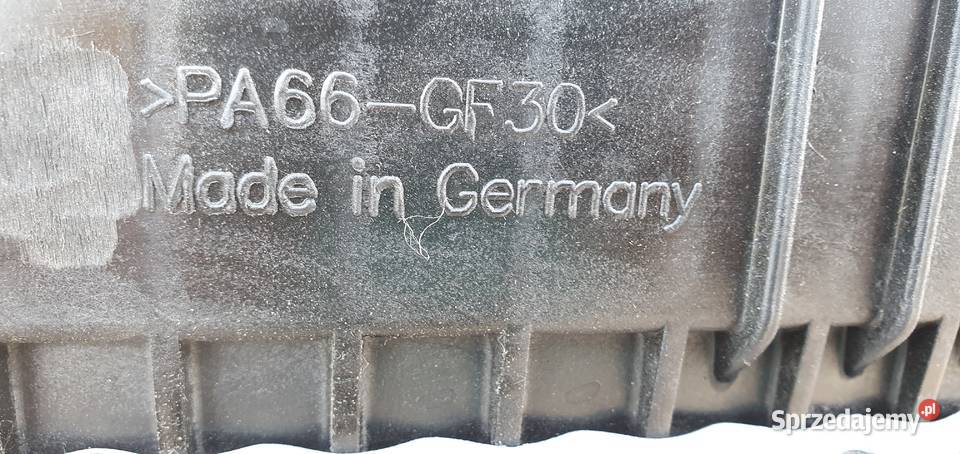 >PA66-GF30<
Made in Germany
Sprzedajemy.pl